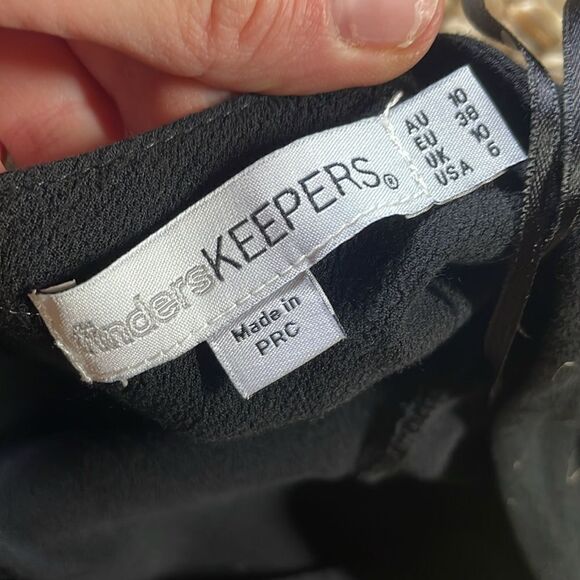 findersKEEPERS®
AU 10
EU 38
UK 10
USA 6
Made in
PRC